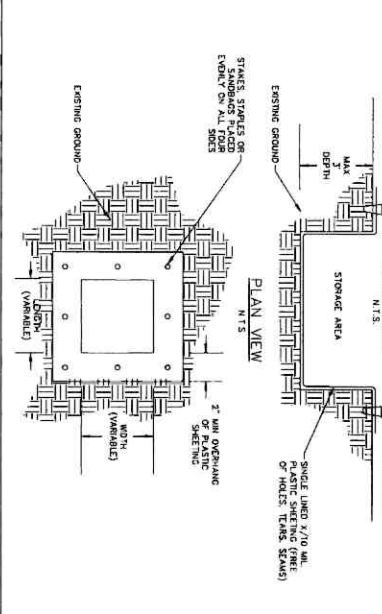 N.T.S.
MAX
3'
DEPTH
STORAGE AREA
EXISTING GROUND
SINGLE LINED X/10 MIL
PLASTIC SHEETING (FREE
OF HOLES, TEARS, SEAMS)
PLAN VIEW
N.T.S.
STAKES, STAPLES OR
SANDBAGS PLACED
EVENLY ON ALL FOUR
SIDES
2' MIN OVERHANG
OF PLASTIC
SHEETING
EXISTING GROUND
WIDTH
(VARIABLE)
LENGTH
(VARIABLE)